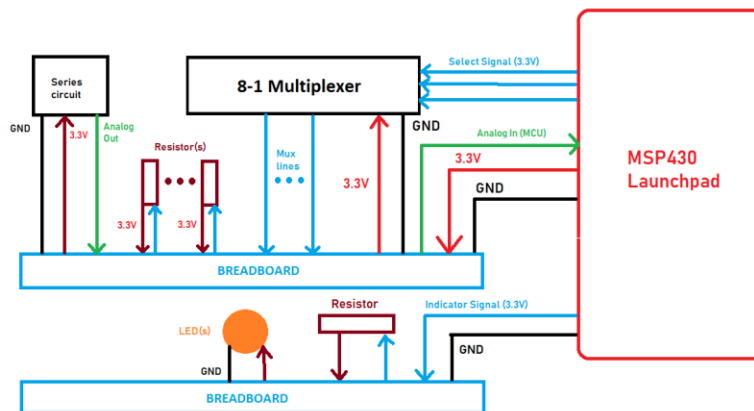 Series
circuit
8-1 Multiplexer
Select Signal (3.3V)
GND
3.3V
Analog
Out
Resistor(s)
3.3V
3.3V
Mux
lines
3.3V
GND
Analog In (MCU)
3.3V
GND
MSP430
Launchpad
BREADBOARD
LED(s)
GND
Resistor
Indicator Signal (3.3V)
GND
BREADBOARD